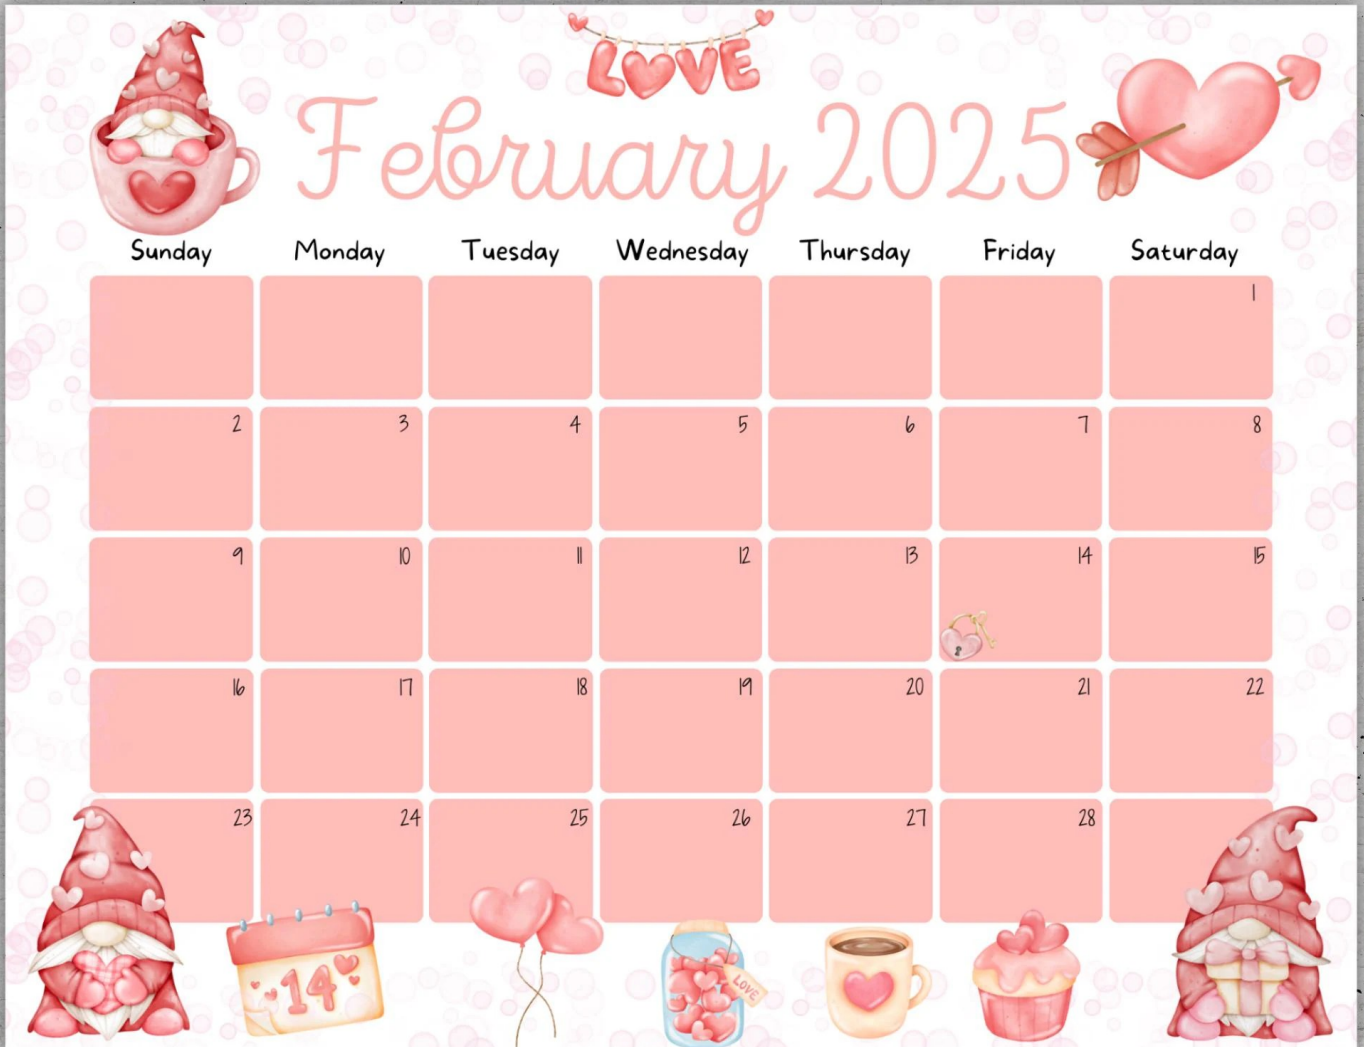 LOVE
February 2025
Sunday Monday Tuesday Wednesday Thursday Friday Saturday
1
2 3 4 5 6 7 8
9 10 11 12 13 14 15
16 17 18 19 20 21 22
23 24 25 26 27 28
14
LOVE